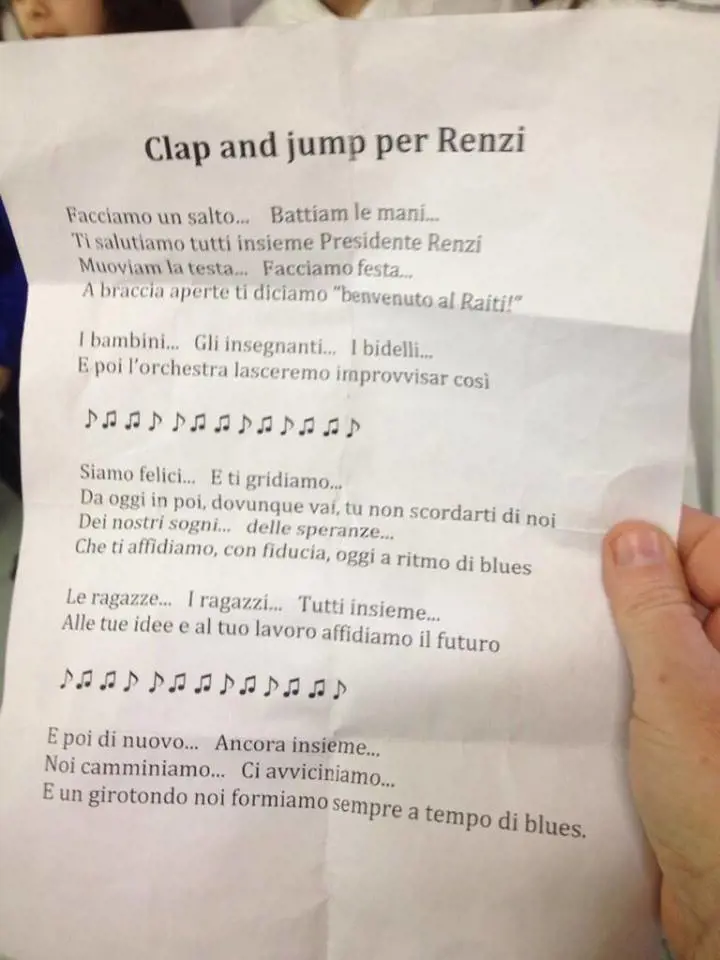 Clap and jump per Renzi
Facciamo un salto... Battiam le mani...
Ti salutiamo tutti insieme Presidente Renzi
Muoviam la testa... Facciamo festa...
A braccia aperte ti diciamo "benvenuto al Raiti!"
I bambini... Gli insegnanti... I bidelli...
E poi l'orchestra lasceremo improvvisar così
♪♫♫♪♪♫♫♪♫♪♫♫♪
Siamo felici... E ti gridiamo...
Da oggi in poi, dovunque vai, tu non scordarti di noi
Dei nostri sogni... delle speranze...
Che ti affidiamo, con fiducia, oggi a ritmo di blues
Le ragazze... I ragazzi... Tutti insieme...
Alle tue idee e al tuo lavoro affidiamo il futuro
♪♫♫♪♪♫♫♪♫♪♫♫♪
E poi di nuovo... Ancora insieme...
Noi camminiamo... Ci avviciniamo...
E un girotondo noi formiamo sempre a tempo di blues.